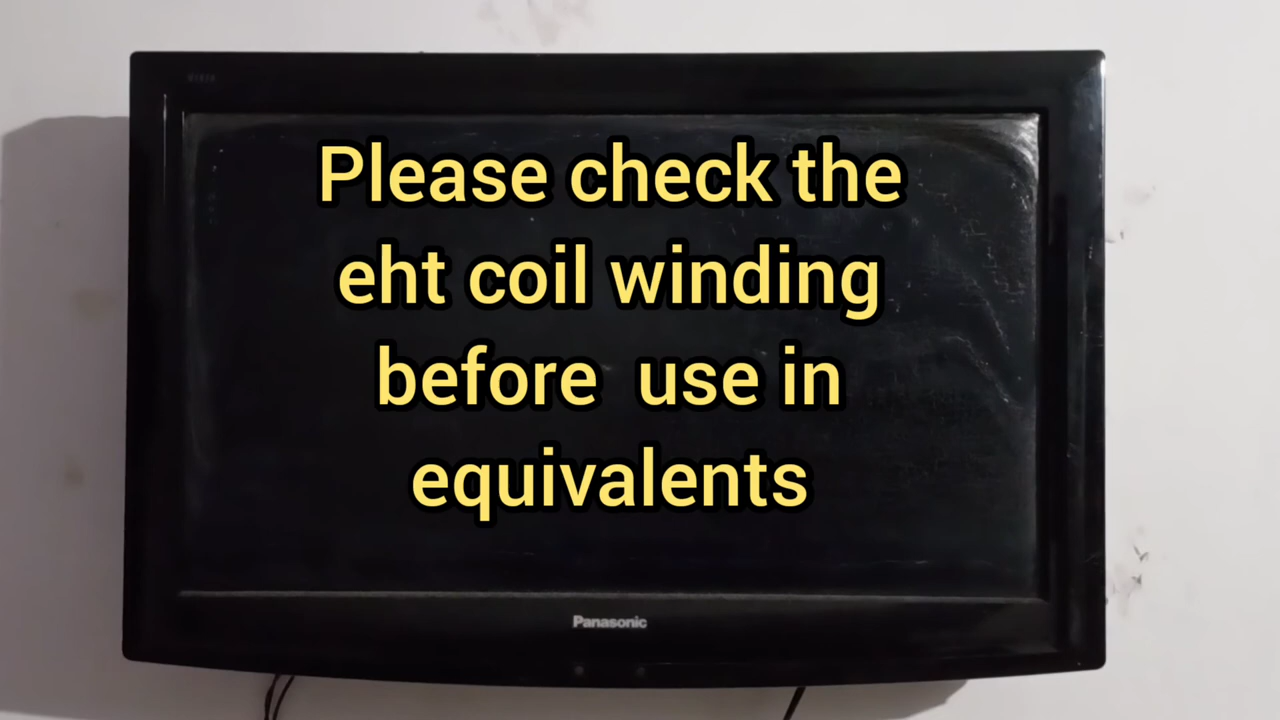 Please check the
eht coil winding
before use in
equivalents
Panasonic